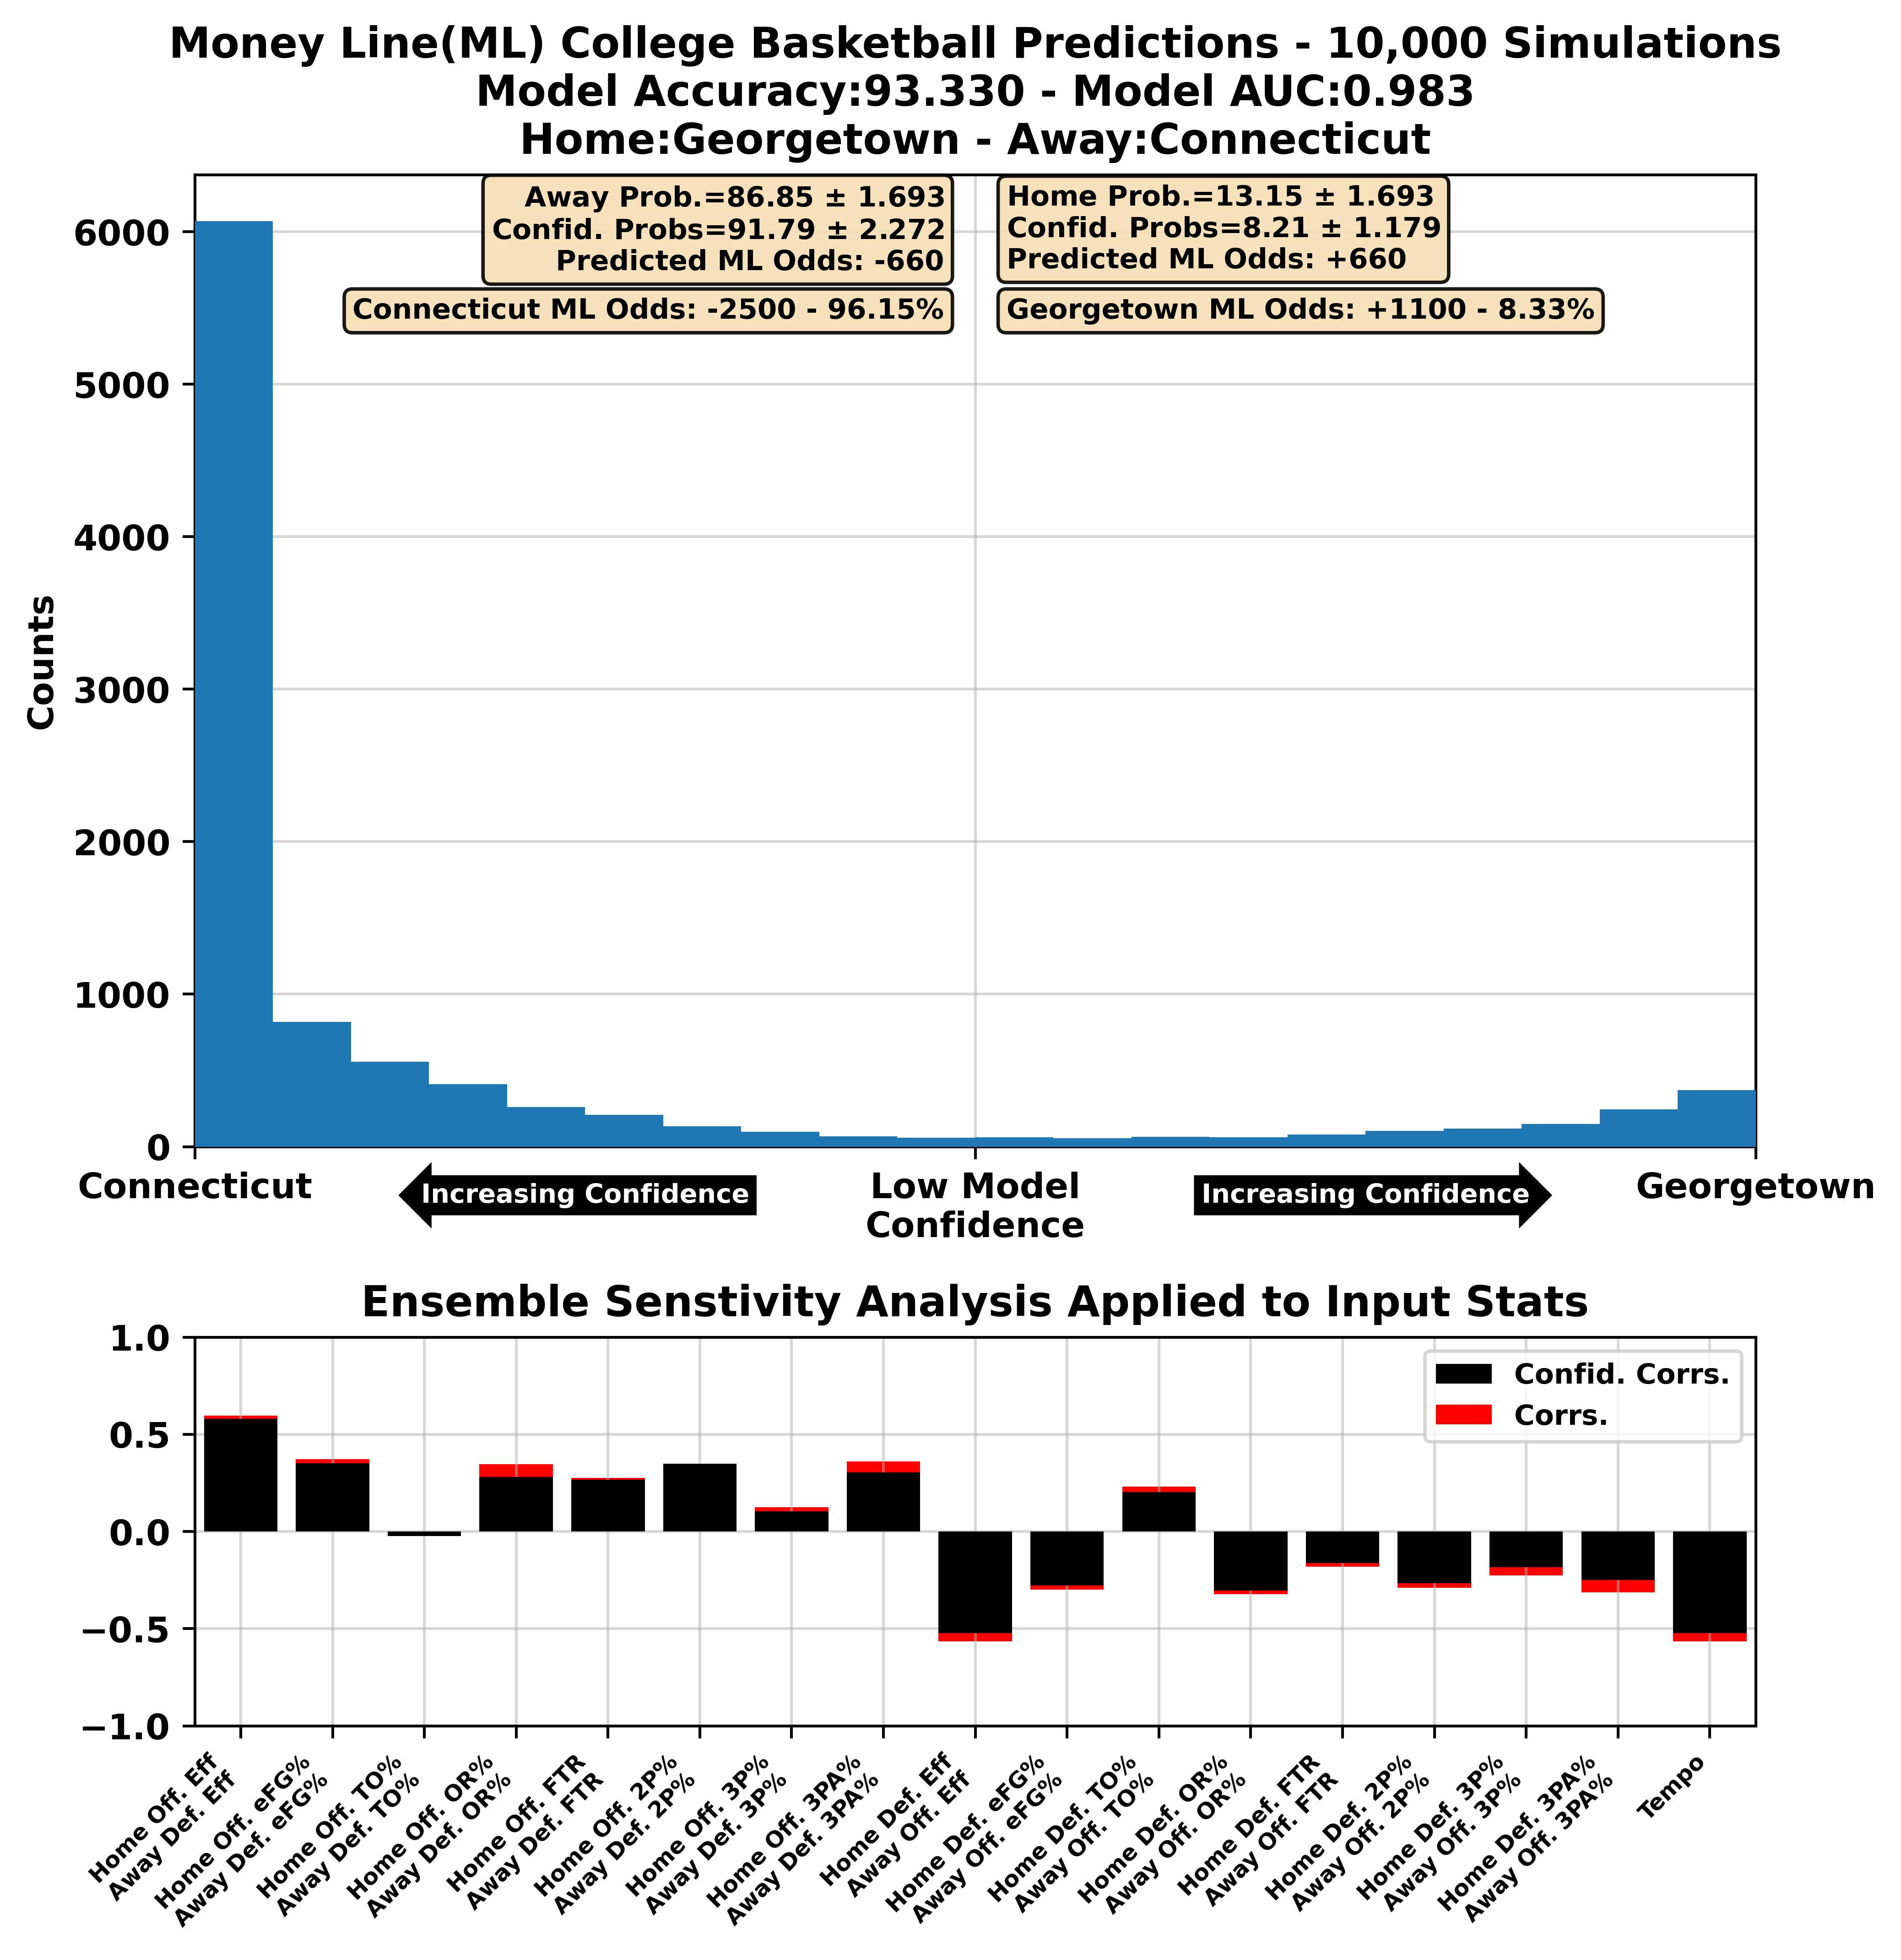 Money Line(ML) College Basketball Predictions - 10,000 Simulations
Model Accuracy:93.330 - Model AUC:0.983
Home:Georgetown - Away:Connecticut
Away Prob.=86.85 ± 1.693
Confid. Probs=91.79 ± 2.272
Predicted ML Odds: -660
Connecticut ML Odds: -2500 - 96.15%
Home Prob.=13.15 ± 1.693
Confid. Probs=8.21 ± 1.179
Predicted ML Odds: +660
Georgetown ML Odds: +1100 - 8.33%
Counts
6000
5000
4000
3000
2000
1000
0
Connecticut
Increasing Confidence
Low Model
Confidence
Increasing Confidence
Georgetown
Ensemble Senstivity Analysis Applied to Input Stats
Confid. Corrs.
Corrs.
1.0
0.5
0.0
−0.5
−1.0
Home Off. Eff
Away Def. Eff
Home Off. eFG%
Away Def. eFG%
Home Off. TO%
Away Def. TO%
Home Off. OR%
Away Def. OR%
Home Off. FTR
Away Def. FTR
Home Off. 2P%
Away Def. 2P%
Home Off. 3P%
Away Def. 3P%
Home Off. 3PA%
Away Def. 3PA%
Home Def. Eff
Away Off. Eff
Home Def. eFG%
Away Off. eFG%
Home Def. TO%
Away Off. TO%
Home Def. OR%
Away Off. OR%
Home Def. FTR
Away Off. FTR
Home Def. 2P%
Away Off. 2P%
Home Def. 3P%
Away Off. 3P%
Home Def. 3PA%
Away Off. 3PA%
Tempo